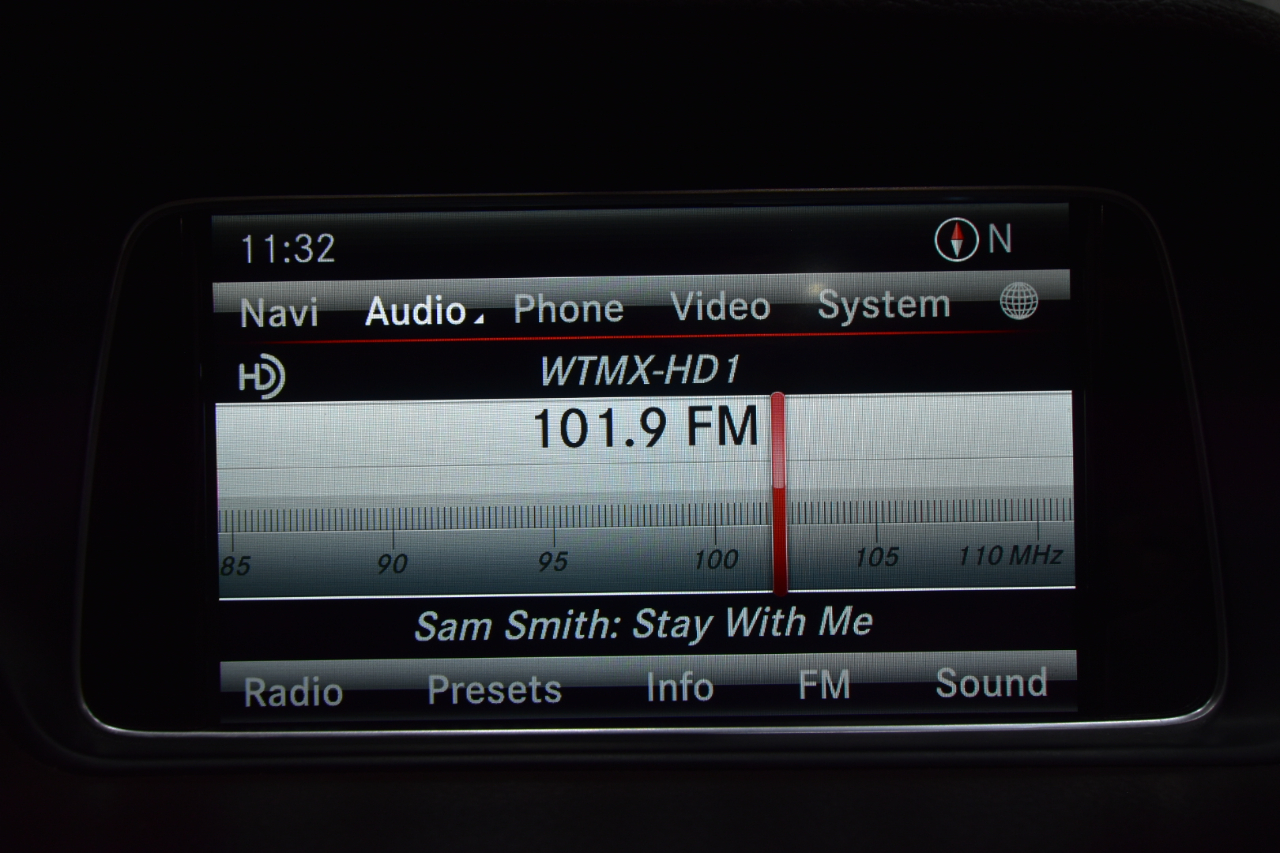 11:32 N
Navi Audio Phone Video System
HD WTMX-HD1
101.9 FM
85 90 95 100 105 110 MHz
Sam Smith: Stay With Me
Radio Presets Info FM Sound